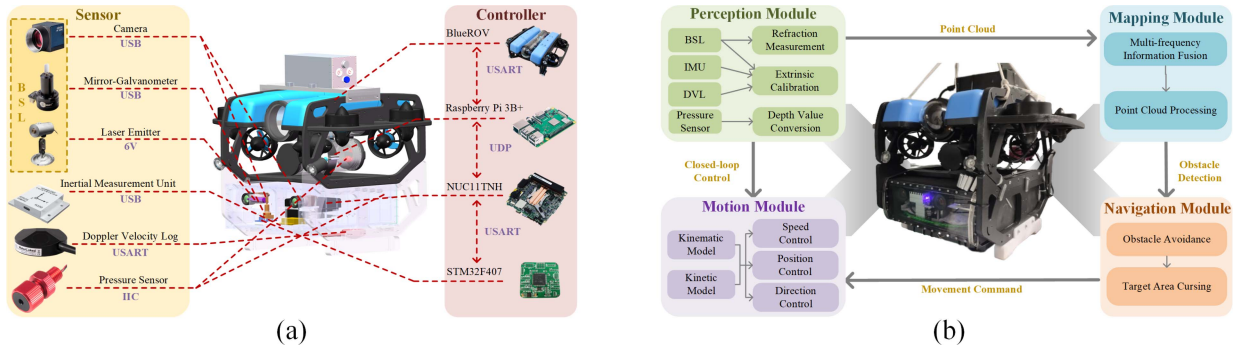 Sensor
Camera
USB
Mirror-Galvanometer
USB
BSL
Laser Emitter
6V
Inertial Measurement Unit
USB
Doppler Velocity Log
USART
Pressure Sensor
IIC
Controller
BlueROV
USART
Raspberry Pi 3B+
UDP
NUC11TNH
USART
STM32F407
(a)
Perception Module
BSL
IMU
DVL
Pressure
Sensor
Refraction
Measurement
Extrinsic
Calibration
Depth Value
Conversion
Point Cloud
Mapping Module
Multi-frequency
Information Fusion
Point Cloud Processing
Closed-loop
Control
Obstacle
Detection
Motion Module
Kinematic
Model
Kinetic
Model
Speed
Control
Position
Control
Direction
Control
Movement Command
Navigation Module
Obstacle Avoidance
Target Area Cursing
(b)